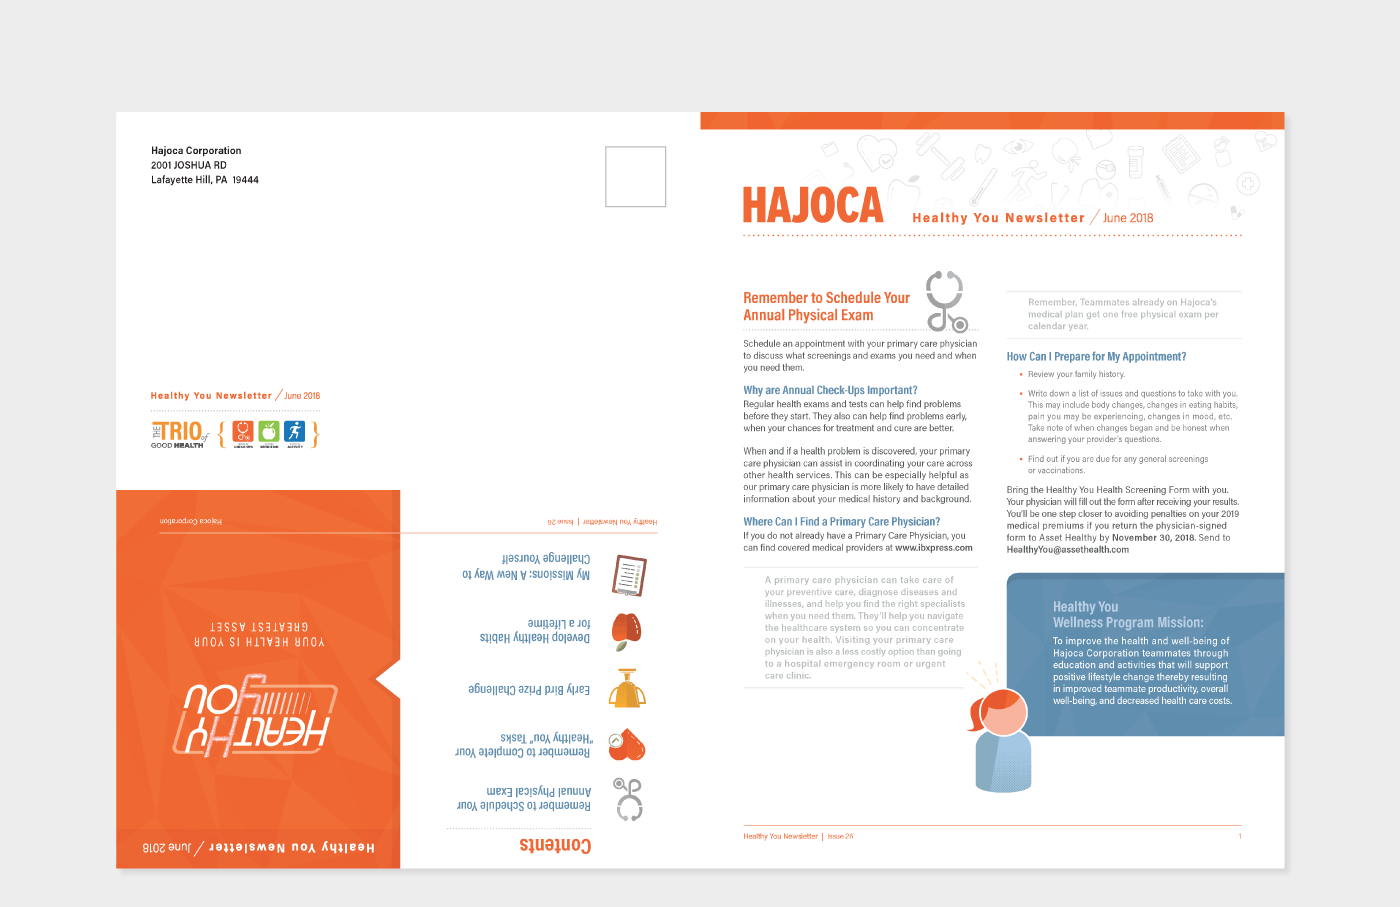 Hajoca Corporation
2001 JOSHUA RD
Lafayette Hill, PA 19444
Healthy You Newsletter / June 2018
THE TRIO of
GOOD HEALTH
Hajoca Corporation
Healthy You Newsletter | Issue 26
YOUR HEALTH IS YOUR
GREATEST ASSET
HEALTHY
YOU
Healthy You Newsletter / June 2018
Contents
Remember to Schedule Your
Annual Physical Exam
Remember to Complete Your
"Healthy You" Tasks
Early Bird Prize Challenge
Develop Healthy Habits
for a Lifetime
My Missions: A New Way to
Challenge Yourself
HAJOCA
Healthy You Newsletter / June 2018
Remember to Schedule Your
Annual Physical Exam
Schedule an appointment with your primary care physician
to discuss what screenings and exams you need and when
you need them.
Why are Annual Check-Ups Important?
Regular health exams and tests can help find problems
before they start. They also can help find problems early,
when your chances for treatment and cure are better.
When and if a health problem is discovered, your primary
care physician can assist in coordinating your care across
other health services. This can be especially helpful as
our primary care physician is more likely to have detailed
information about your medical history and background.
Where Can I Find a Primary Care Physician?
If you do not already have a Primary Care Physician, you
can find covered medical providers at www.ibxpress.com
A primary care physician can take care of
your preventive care, diagnose diseases and
illnesses, and help you find the right specialists
when you need them. They'll help you navigate
the healthcare system so you can concentrate
on your health. Visiting your primary care
physician is also a less costly option than going
to a hospital emergency room or urgent
care clinic.
Remember, Teammates already on Hajoca's
medical plan get one free physical exam per
calendar year.
How Can I Prepare for My Appointment?
• Review your family history.
• Write down a list of issues and questions to take with you.
This may include body changes, changes in eating habits,
pain you may be experiencing, changes in mood, etc.
Take note of when changes began and be honest when
answering your provider's questions.
• Find out if you are due for any general screenings
or vaccinations.
Bring the Healthy You Health Screening Form with you.
Your physician will fill out the form after receiving your results.
You'll be one step closer to avoiding penalties on your 2019
medical premiums if you return the physician-signed
form to Asset Healthy by November 30, 2018. Send to
HealthyYou@assethealth.com
Healthy You
Wellness Program Mission:
To improve the health and well-being of
Hajoca Corporation teammates through
education and activities that will support
positive lifestyle change thereby resulting
in improved teammate productivity, overall
well-being, and decreased health care costs.
Healthy You Newsletter | Issue 26
1